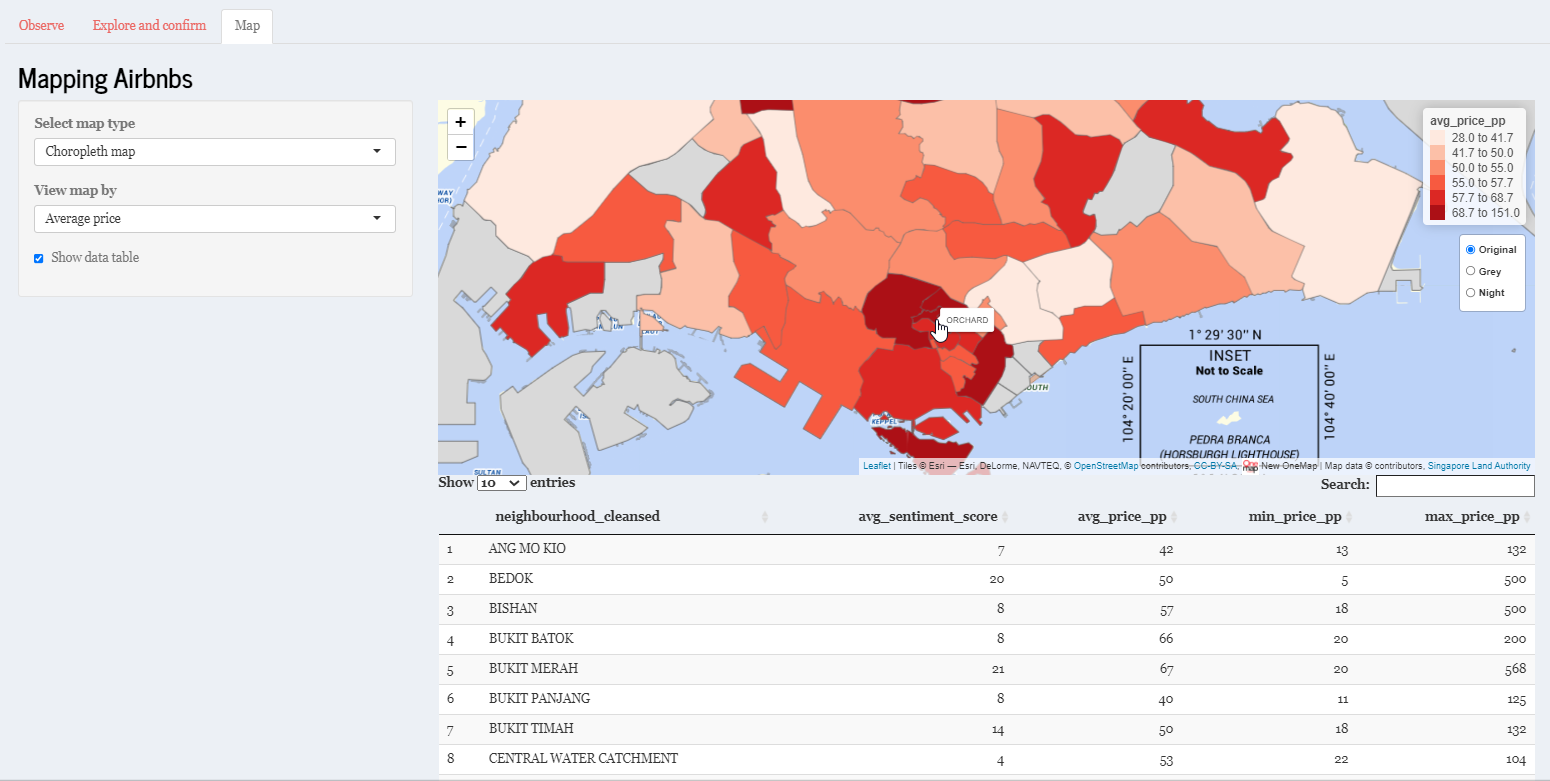 Observe Explore and confirm Map
Mapping Airbnbs
Select map type
Choropleth map
View map by
Average price
Show data table
+
−
avg_price_pp
28.0 to 41.7
41.7 to 50.0
50.0 to 55.0
55.0 to 57.7
57.7 to 68.7
68.7 to 151.0
Original
Grey
Night
ORCHARD
KEPPEL
SULTAN
1° 29' 30'' N
INSET
Not to Scale
SOUTH CHINA SEA
PEDRA BRANCA
(HORSBURGH LIGHTHOUSE)
104° 20' 00'' E
104° 40' 00'' E
Leaflet | Tiles © Esri — Esri, DeLorme, NAVTEQ, © OpenStreetMap contributors, CC-BY-SA, New OneMap | Map data © contributors, Singapore Land Authority
Show 10 entries Search:
neighbourhood_cleansed avg_sentiment_score avg_price_pp min_price_pp max_price_pp
1 ANG MO KIO 7 42 13 132
2 BEDOK 20 50 5 500
3 BISHAN 8 57 18 500
4 BUKIT BATOK 8 66 20 200
5 BUKIT MERAH 21 67 20 568
6 BUKIT PANJANG 8 40 11 125
7 BUKIT TIMAH 14 50 18 132
8 CENTRAL WATER CATCHMENT 4 53 22 104